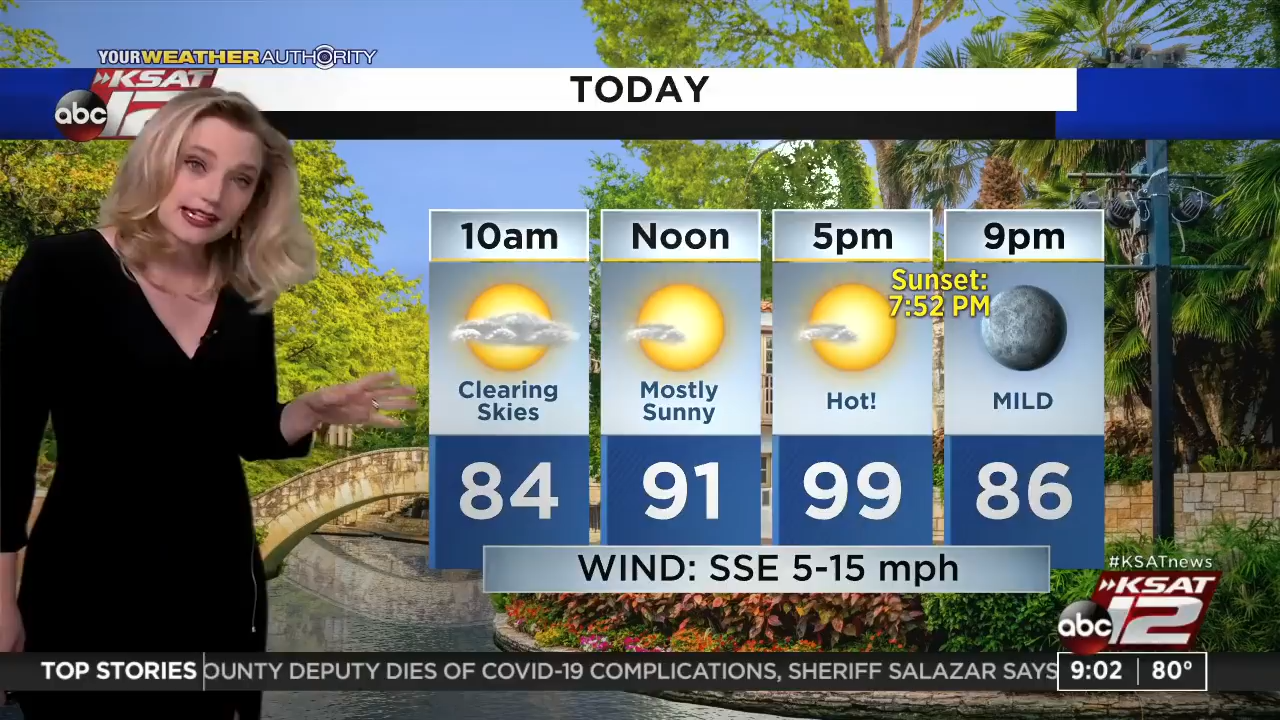 YOURWEATHERAUTHORITY
KSAT
abc 12
TODAY
10am
Noon
5pm
9pm
Sunset:
7:52 PM
Clearing
Skies
Mostly
Sunny
Hot!
MILD
84
91
99
86
WIND: SSE 5-15 mph
#KSATnews
KSAT
abc 12
TOP STORIES
OUNTY DEPUTY DIES OF COVID-19 COMPLICATIONS, SHERIFF SALAZAR SAYS
9:02
80°